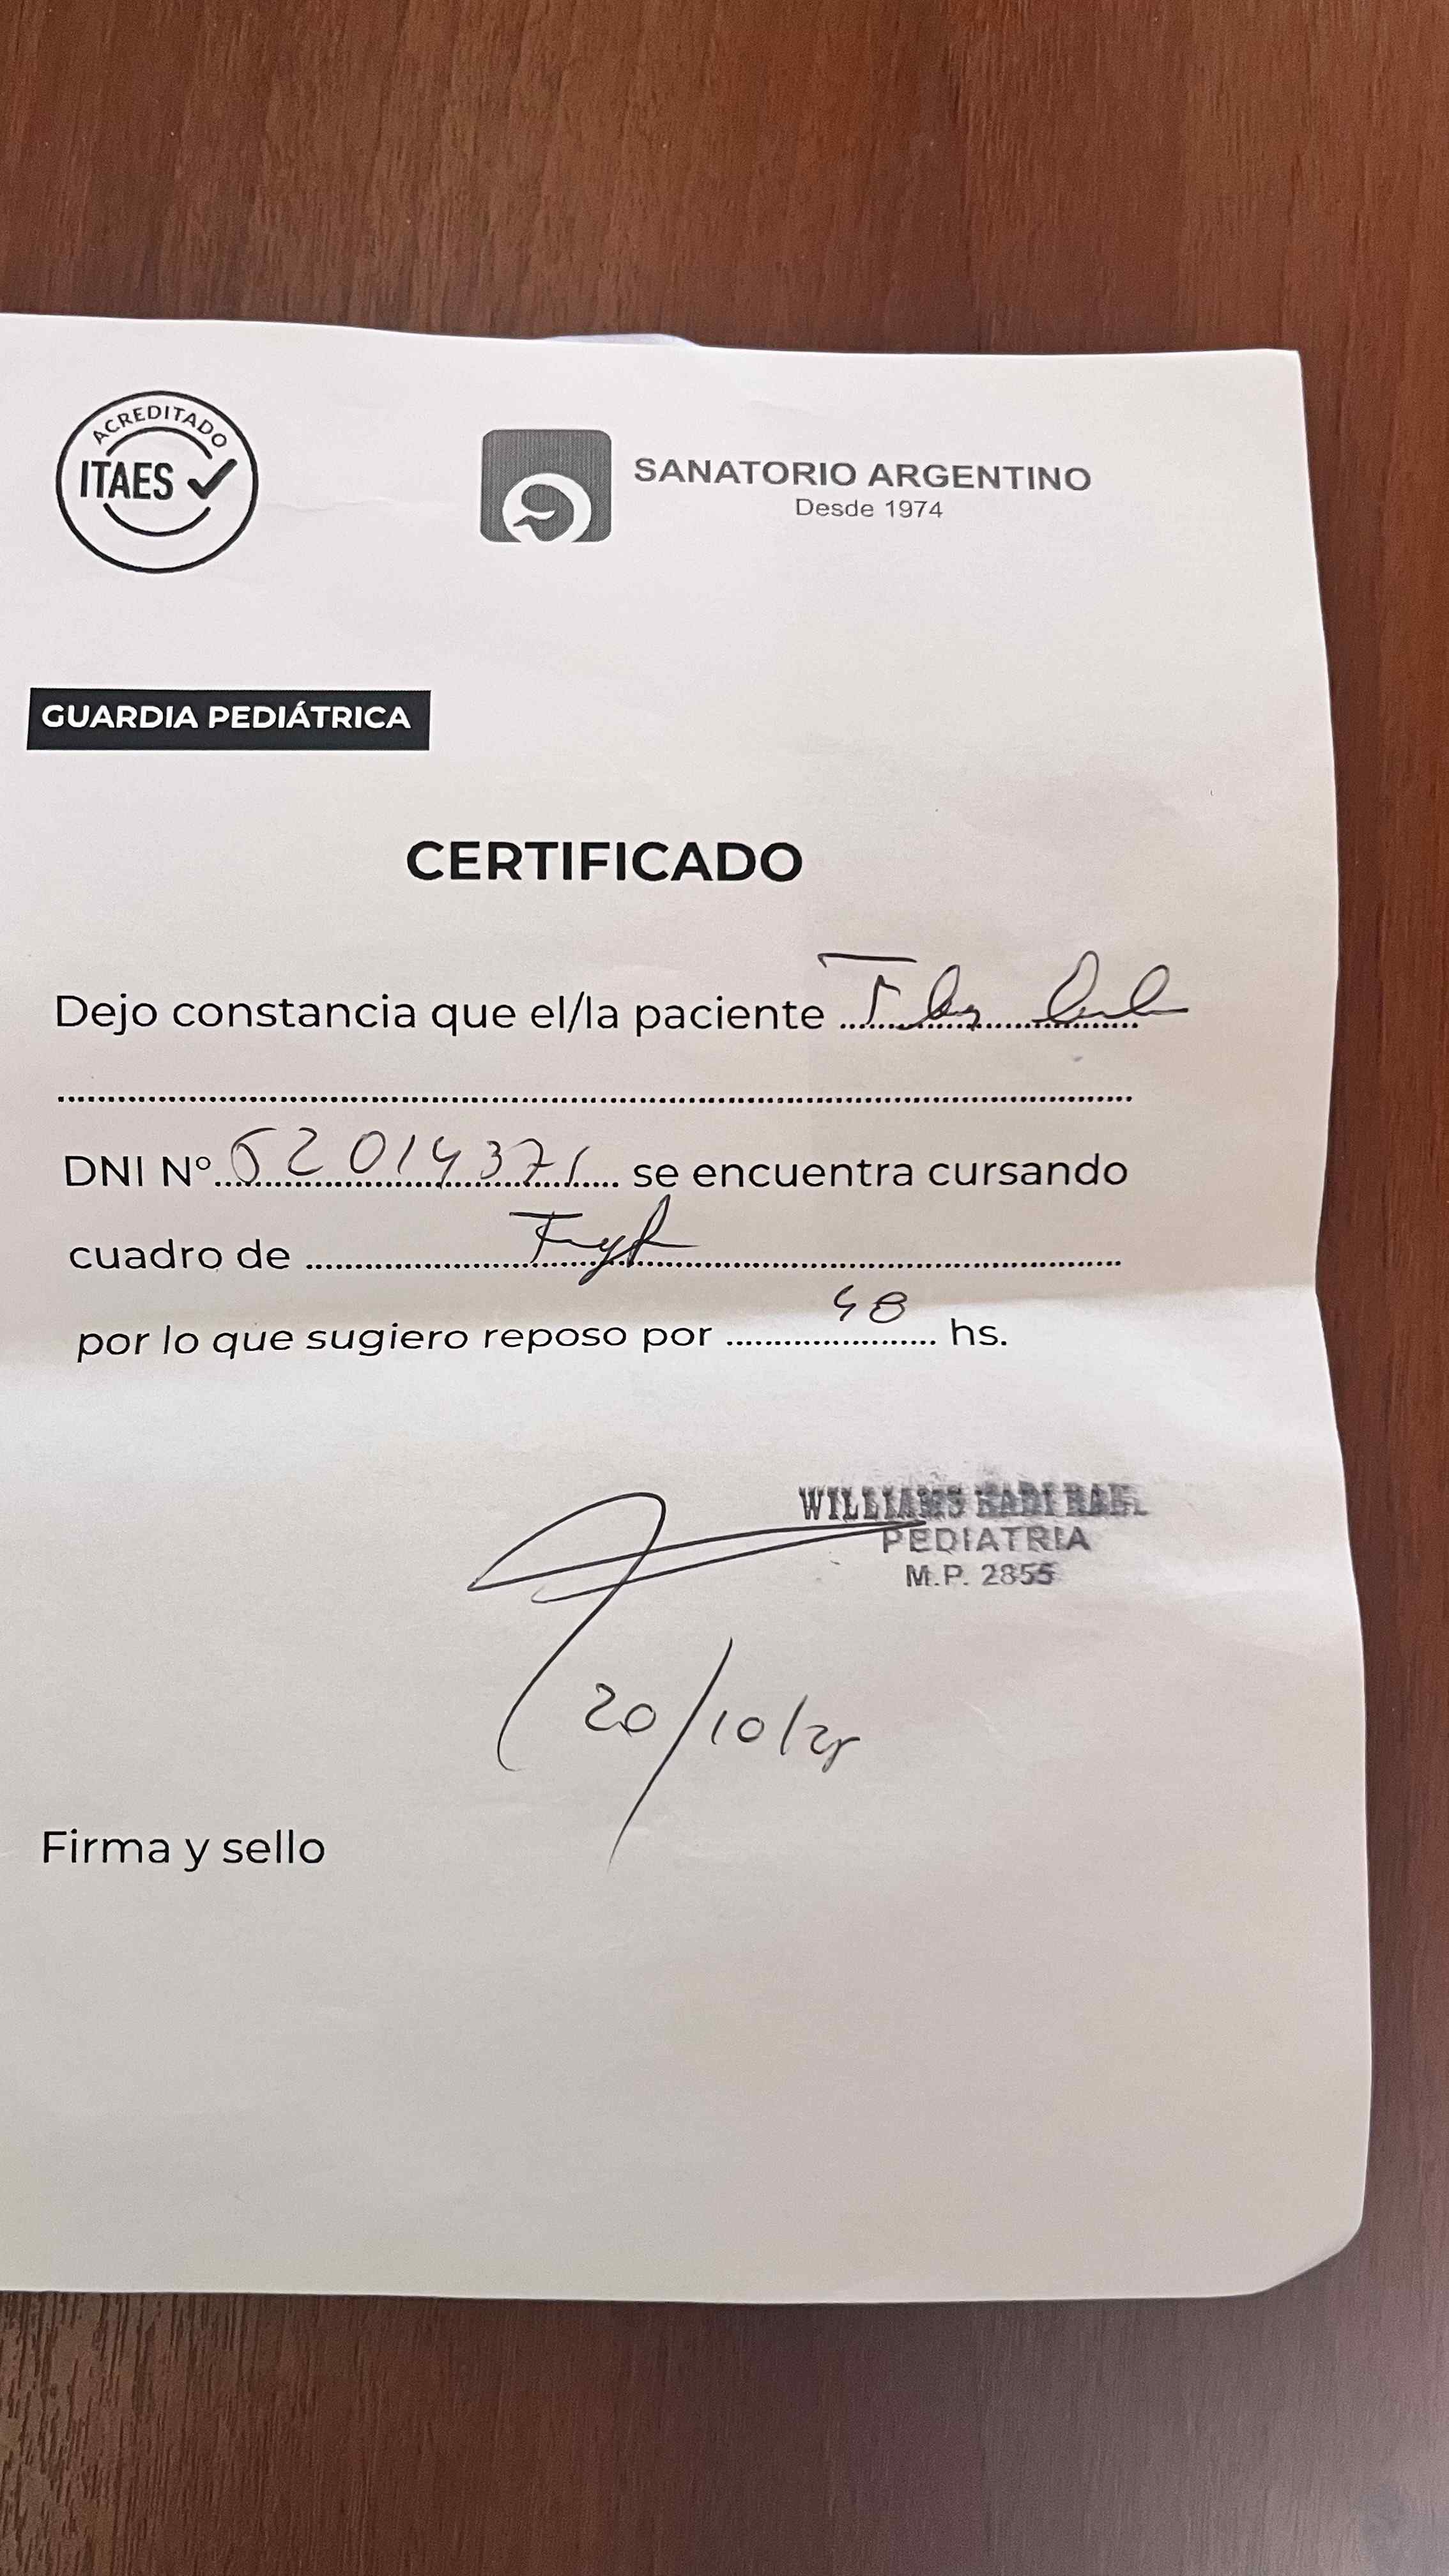 ACREDITADO
ITAES
SANATORIO ARGENTINO
Desde 1974
GUARDIA PEDIÁTRICA
CERTIFICADO
Dejo constancia que el/la paciente
DNI Nº 52014371 se encuentra cursando
cuadro de
por lo que sugiero reposo por 48 hs.
WILLIAMS
PEDIATRIA
M.P. 2855
20/10/25
Firma y sello